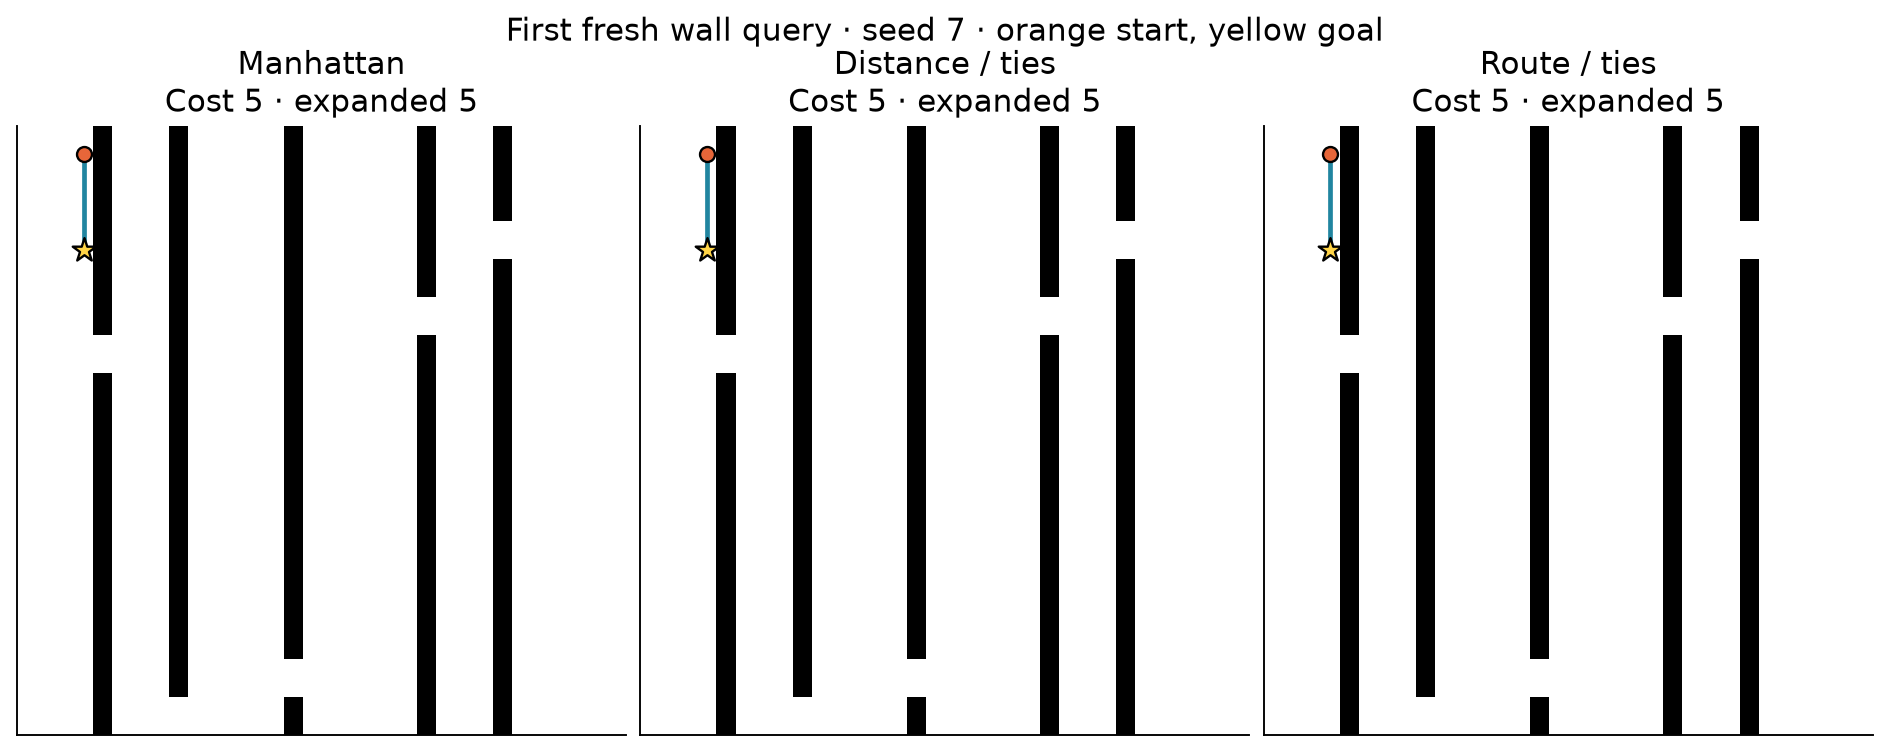 First fresh wall query · seed 7 · orange start, yellow goal
Manhattan
Cost 5 · expanded 5
Distance / ties
Cost 5 · expanded 5
Route / ties
Cost 5 · expanded 5